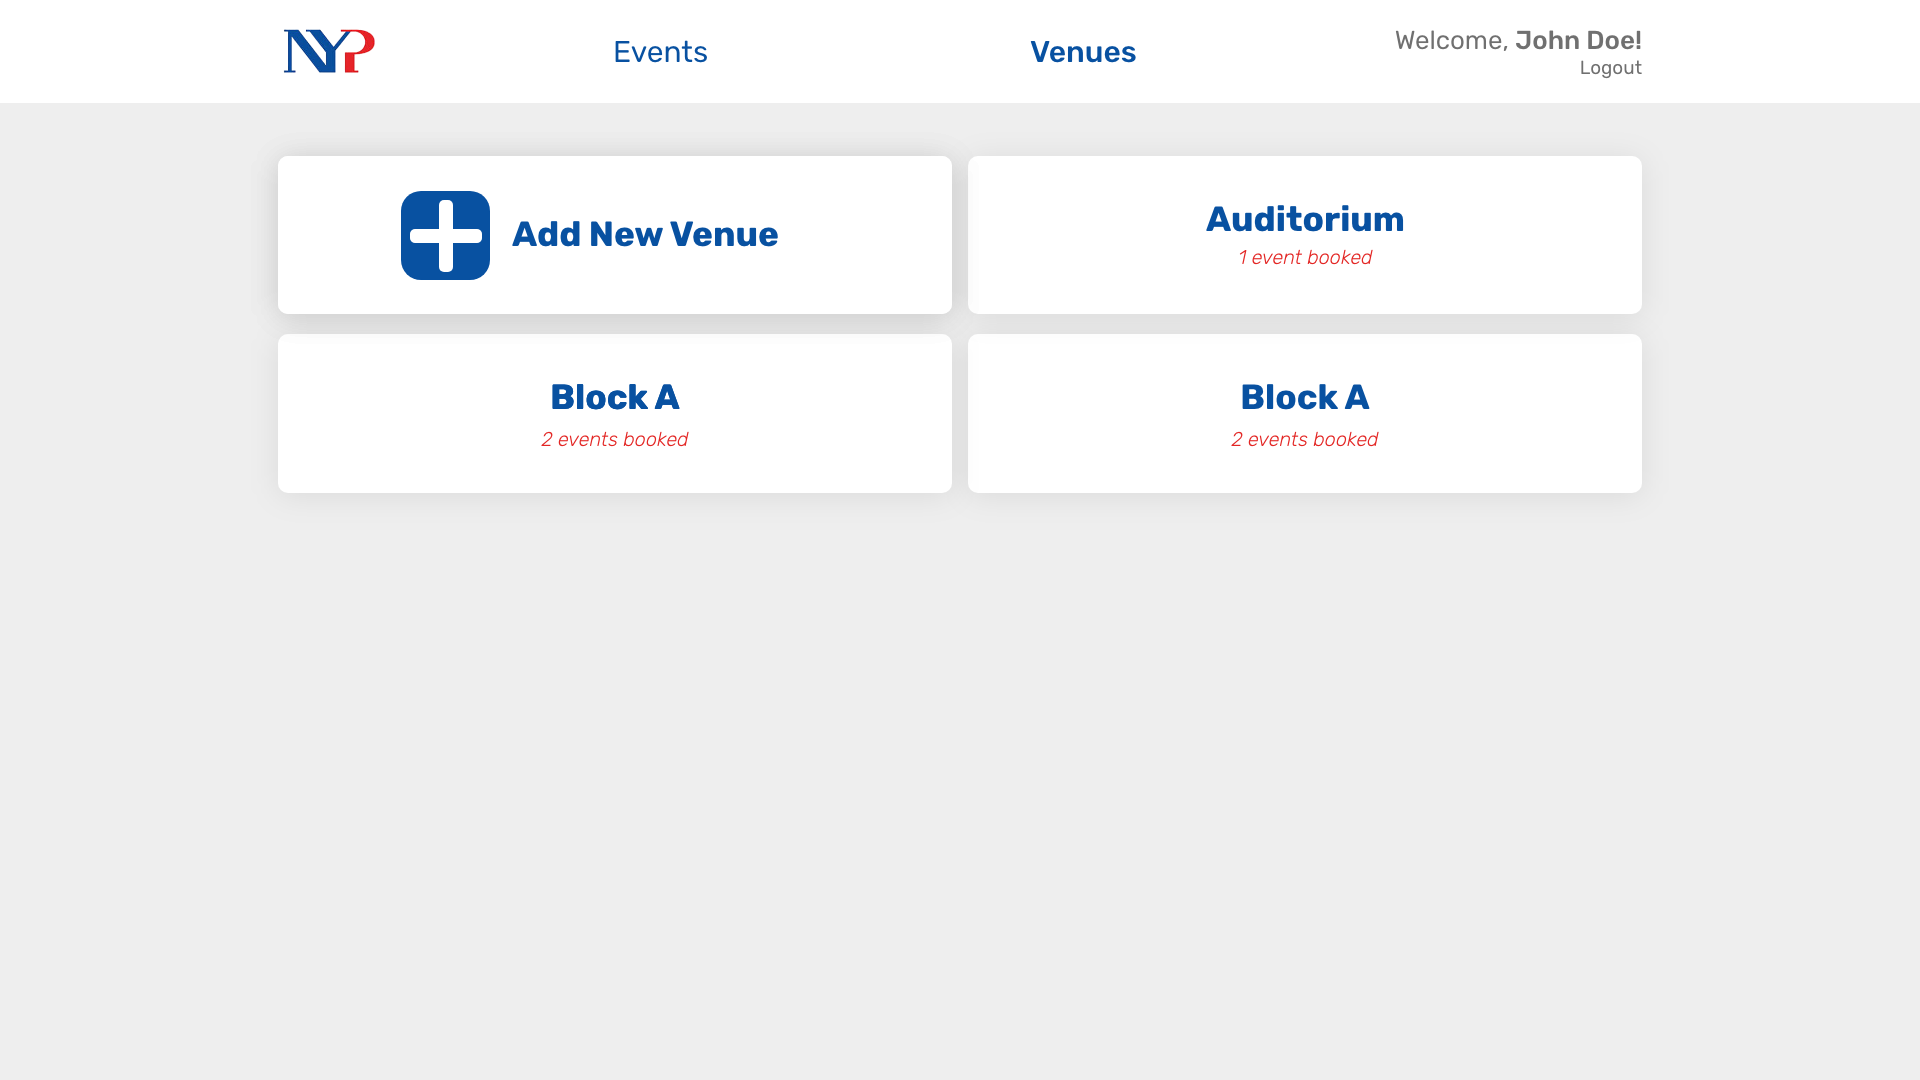 NYP
Events
Venues
Welcome, John Doe!
Logout
Add New Venue
Auditorium
1 event booked
Block A
2 events booked
Block A
2 events booked